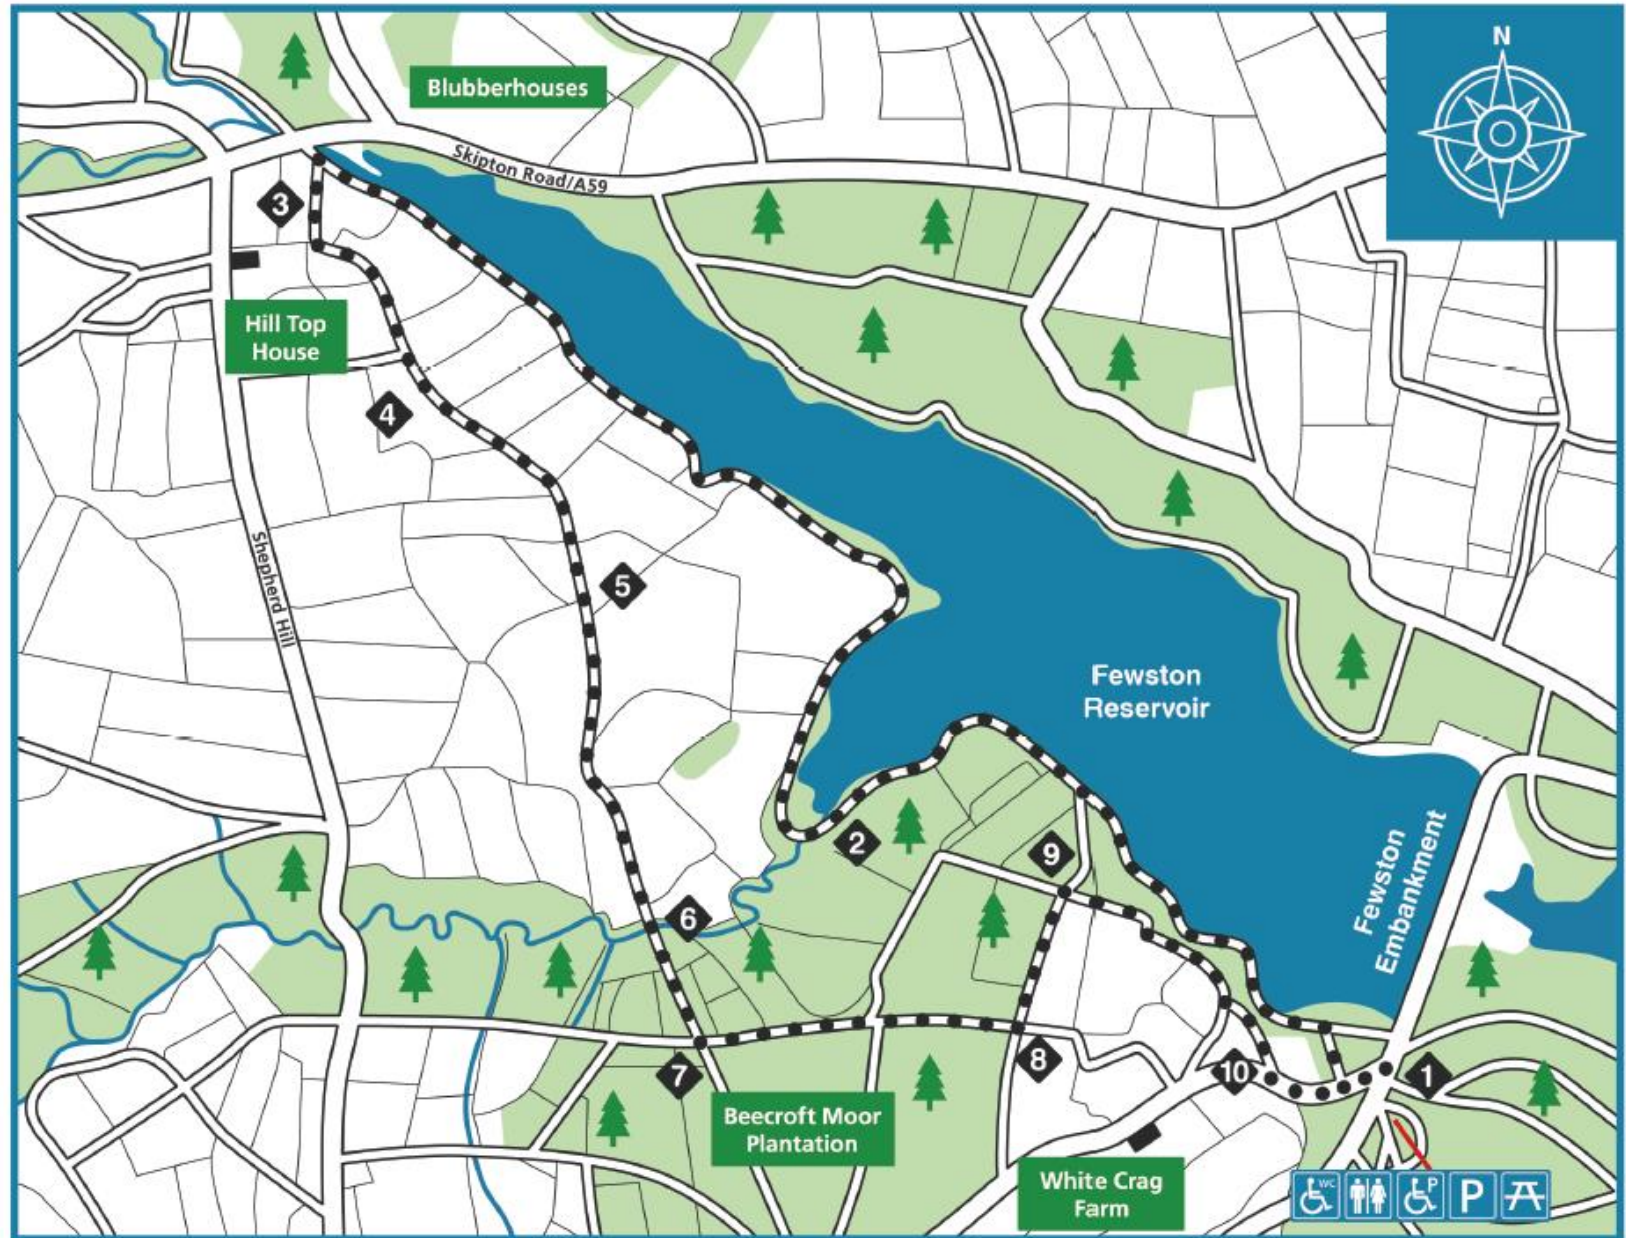 N
Blubberhouses
Skipton Road/A59
3
Hill Top
House
4
Shepherd Hill
5
Fewston
Reservoir
2
9
Fewston
Embankment
6
7
8
10
1
Beecroft Moor
Plantation
White Crag
Farm
WC
P
P